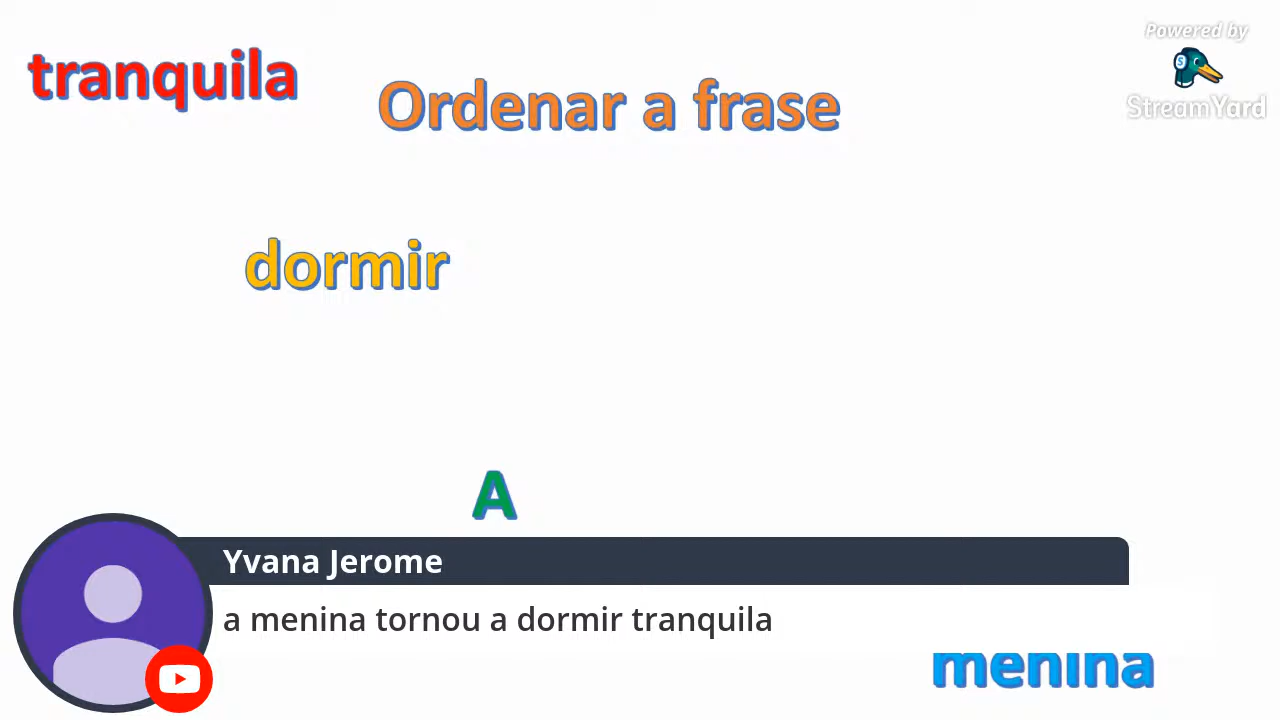 tranquila
Ordenar a frase
Powered by
StreamYard
dormir
A
Yvana Jerome
a menina tornou a dormir tranquila
menina